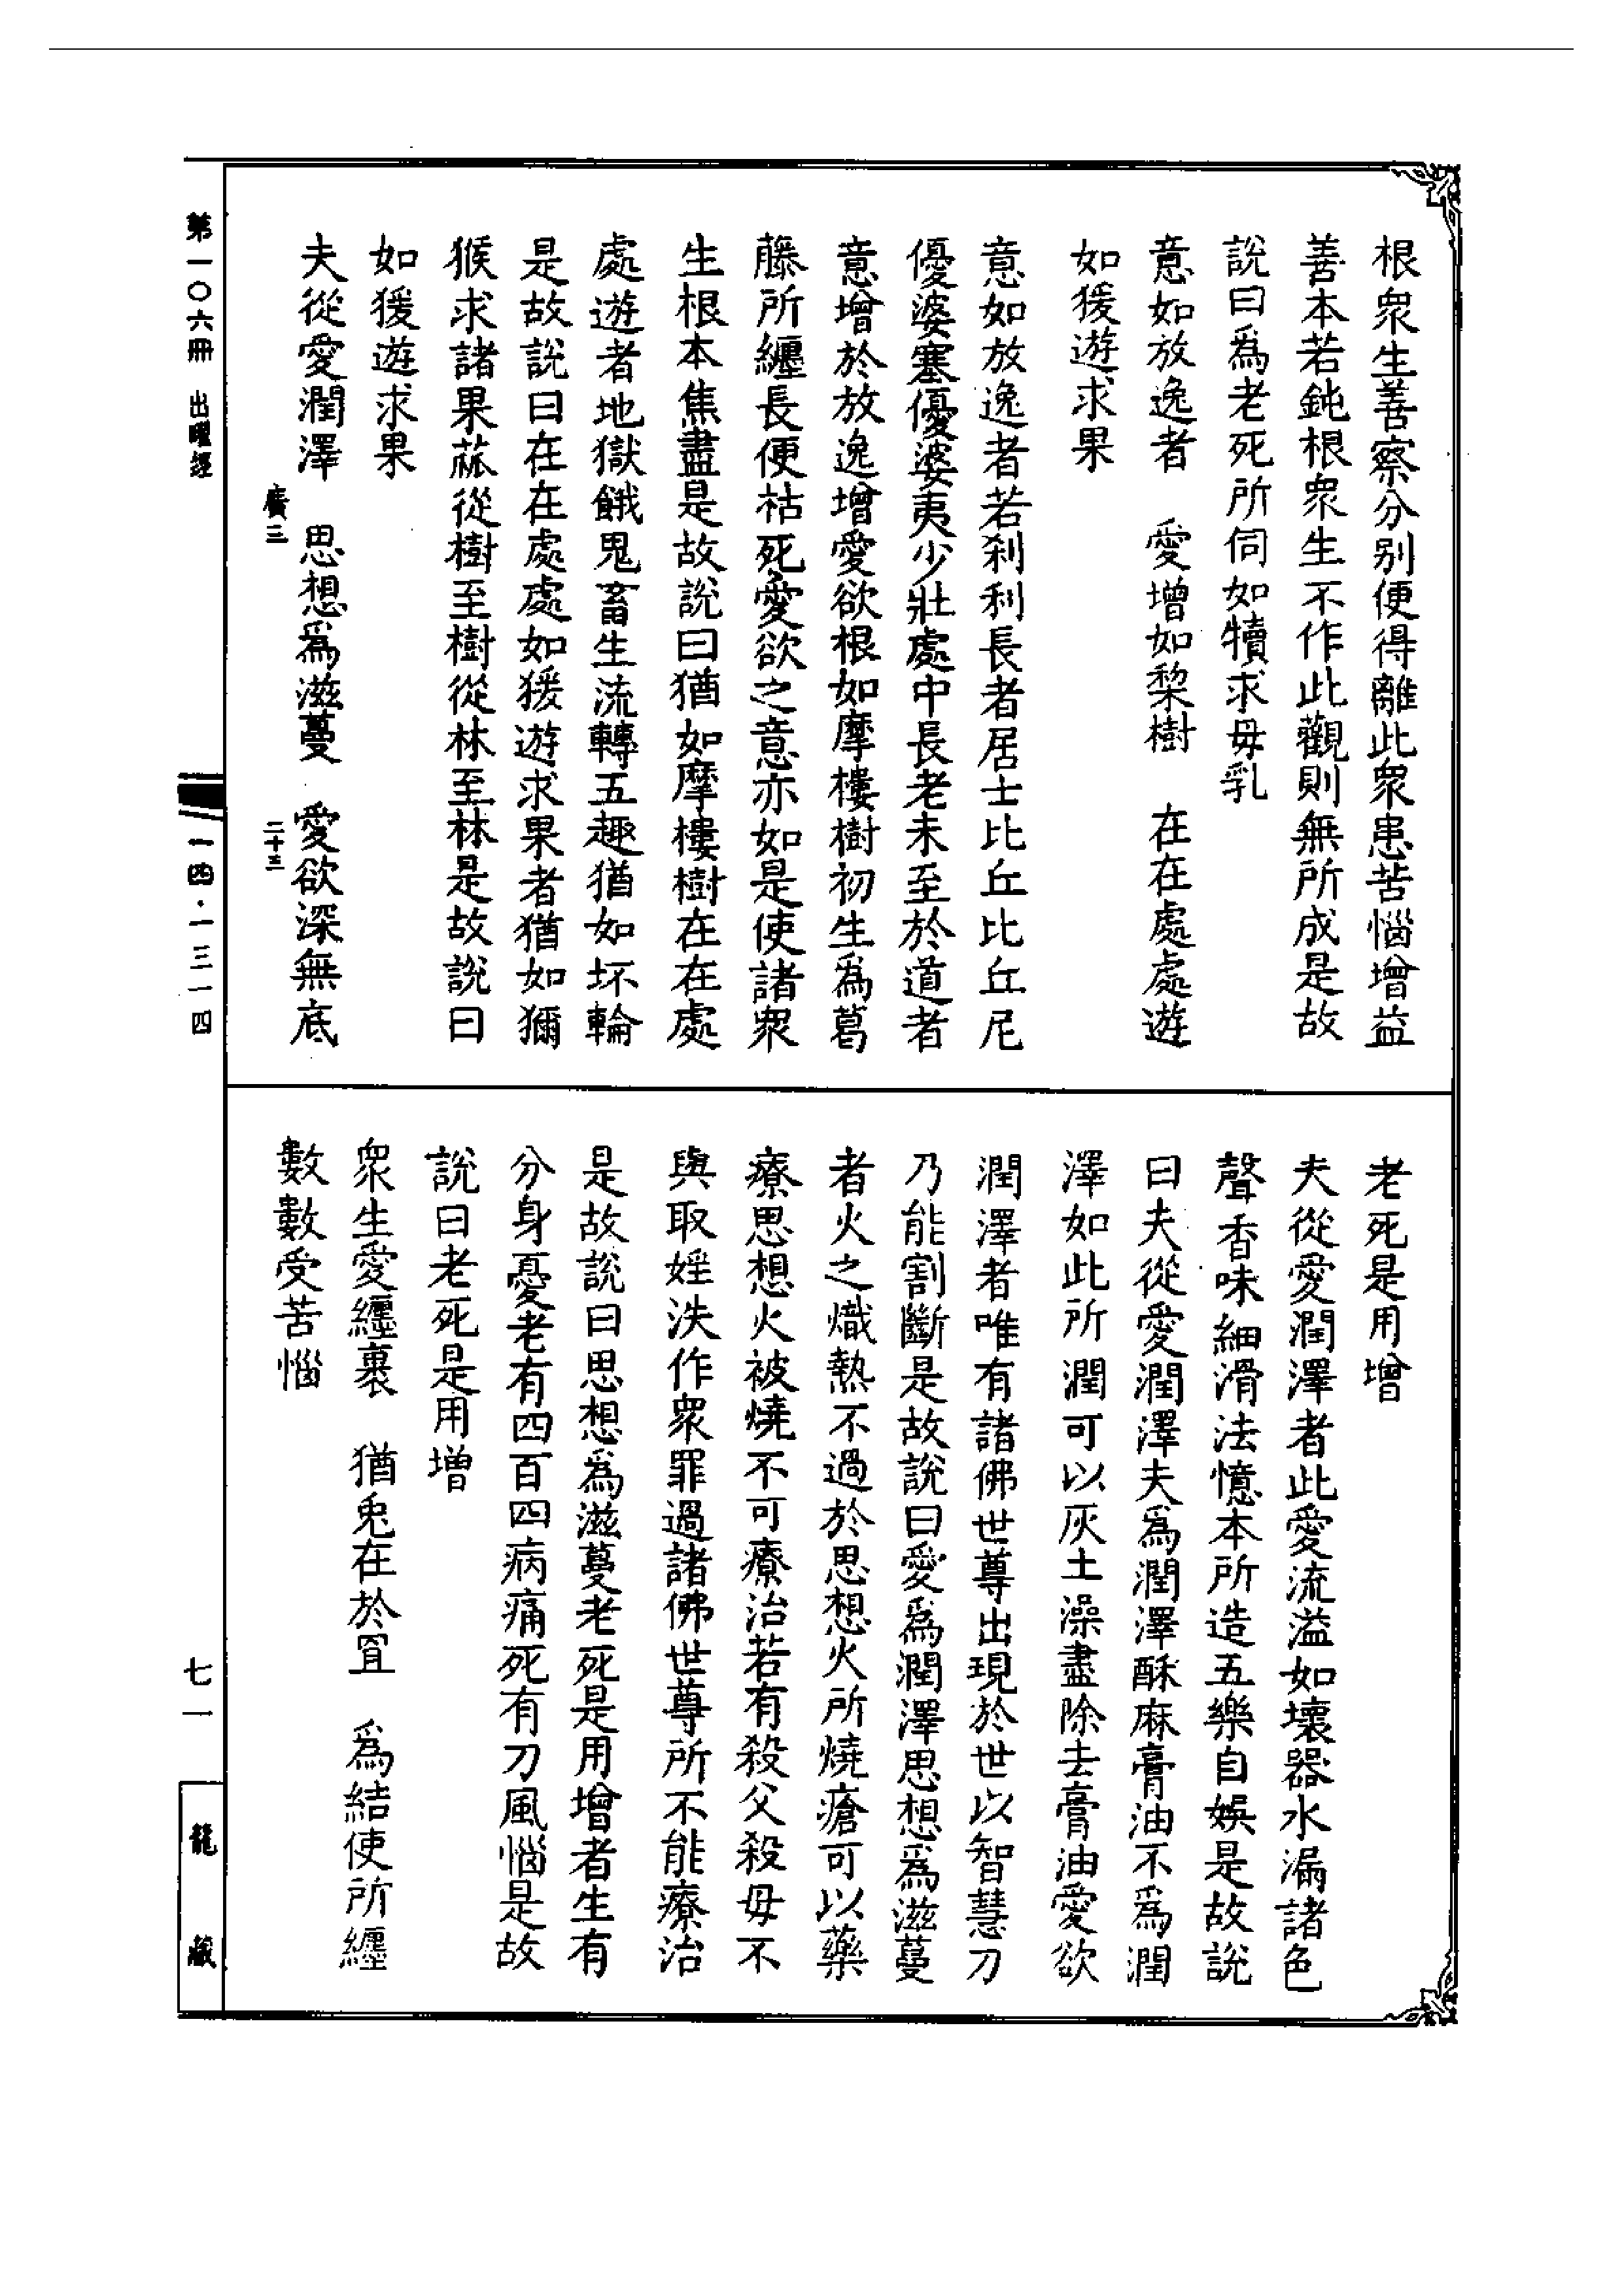 根衆生善察分别便得離此衆患苦惱增益
善本若鈍根衆生不作此觀則無所成是故
說曰爲老死所伺如犢求毋乳
意如放逸者　愛增如棃樹　在在處處遊
如猨遊求果
意如放逸者若刹利長者居士比丘比丘尼
優婆塞優婆夷少壯處中長老未至於道者
意增於放逸增愛欲根如摩樓樹初生爲葛
藤所纏長便枯死愛欲之意亦如是使諸衆
生根本焦盡是故說曰猶如摩樓樹在在處
處遊者地獄餓鬼畜生流轉五趣猶如坏輪
是故說曰在在處處如猨遊求果者猶如獼
猴求諸果蓏從樹至樹從林至林是故說曰
如猨遊求果
夫從愛潤澤　思想爲滋蔓　愛欲深無底
廣三　二十三
老死是用增
夫從愛潤澤者此愛流溢如壞器水漏諸色
聲香味細滑法憶本所造五樂自娛是故說
曰夫從愛潤澤夫爲潤澤酥麻膏油不爲潤
澤如此所潤可以灰土澡盡除去膏油愛欲
潤澤者唯有諸佛世尊出現於世以智慧刀
乃能割斷是故說曰愛爲潤澤思想爲滋蔓
者火之熾熱不過於思想火所燒瘡可以藥
療思想火被燒不可療治若有殺父殺毋不
與取婬泆作衆罪過諸佛世尊所不能療治
是故說曰思想爲滋蔓老死是用增者生有
分身憂老有四百四病痛死有刀風惱是故
說曰老死是用增
衆生愛纏裹　猶兎在於罝　爲結使所纏
數數受苦惱
第一〇六冊　出曜經
一四·一三一四
七一
龍藏